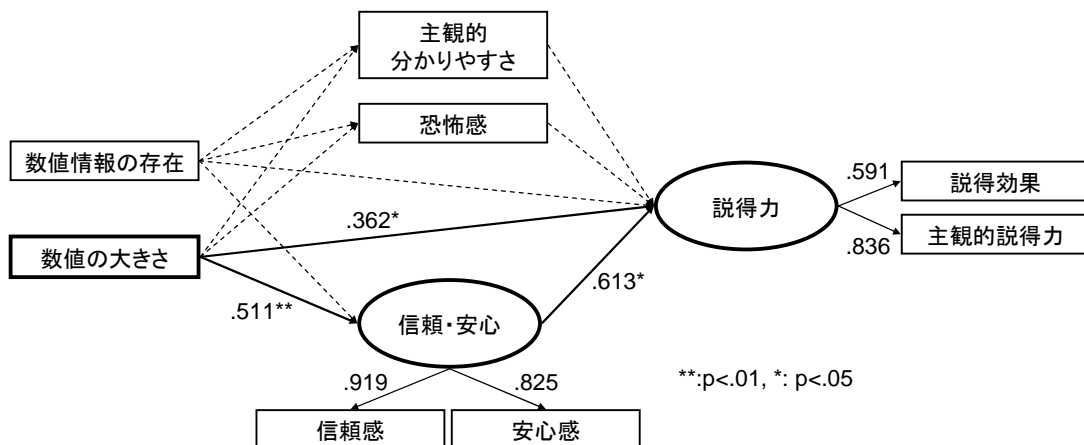 主観的
分かりやすさ
恐怖感
数値情報の存在
数値の大きさ
.362*
.511**
.613*
説得力
.591
.836
説得効果
主観的説得力
信頼・安心
.919
.825
信頼感
安心感
**:p<.01, *: p<.05